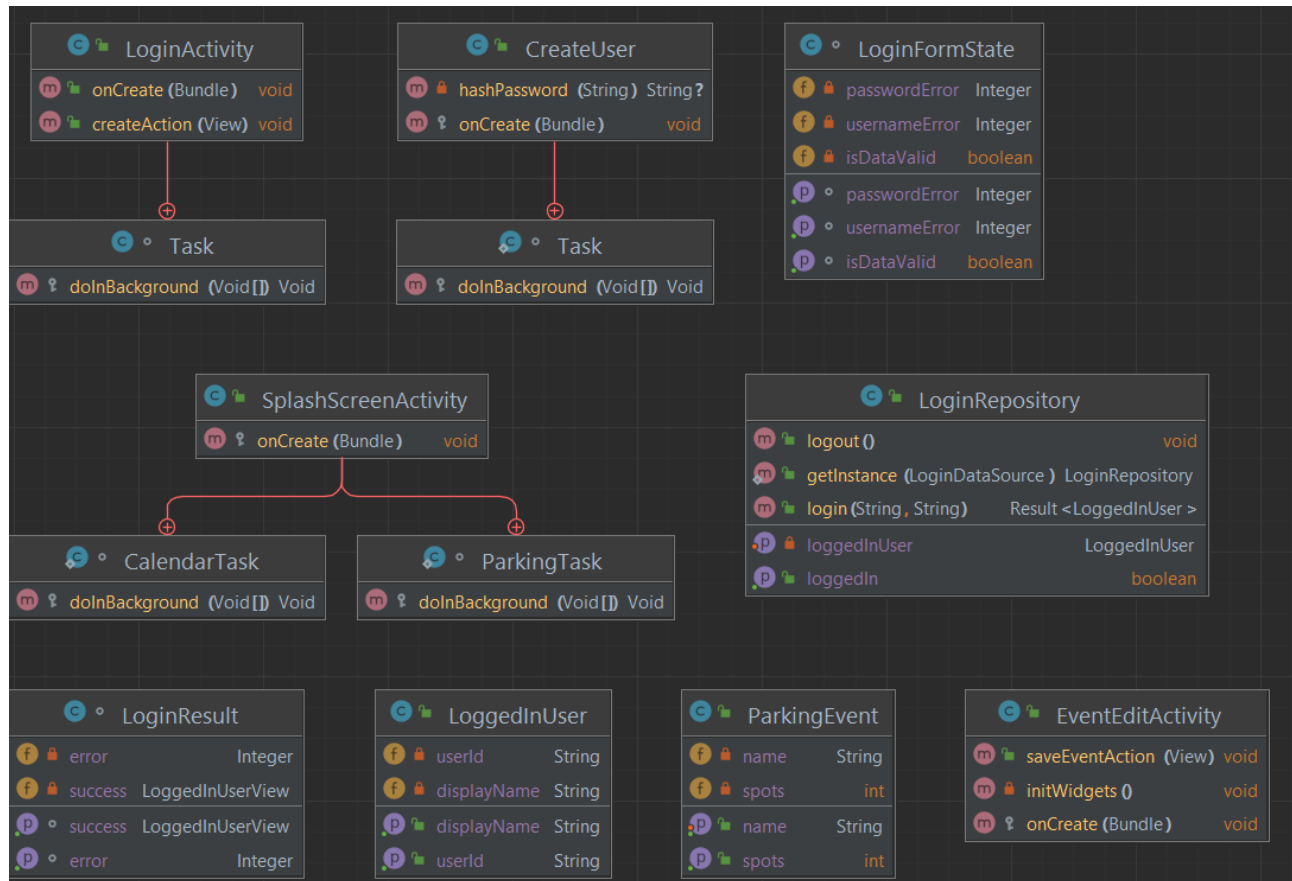 LoginActivity
onCreate (Bundle) void
createAction (View) void
CreateUser
hashPassword (String) String?
onCreate (Bundle) void
LoginFormState
passwordError Integer
usernameError Integer
isDataValid boolean
passwordError Integer
usernameError Integer
isDataValid boolean
Task
doInBackground (Void[]) Void
Task
doInBackground (Void[]) Void
SplashScreenActivity
onCreate (Bundle) void
LoginRepository
logout () void
getInstance (LoginDataSource ) LoginRepository
login (String, String) Result <LoggedInUser >
loggedInUser LoggedInUser
loggedIn boolean
CalendarTask
doInBackground (Void[]) Void
ParkingTask
doInBackground (Void[]) Void
LoginResult
error Integer
success LoggedInUserView
success LoggedInUserView
error Integer
LoggedInUser
userId String
displayName String
displayName String
userId String
ParkingEvent
name String
spots int
name String
spots int
EventEditActivity
saveEventAction (View) void
initWidgets () void
onCreate (Bundle) void